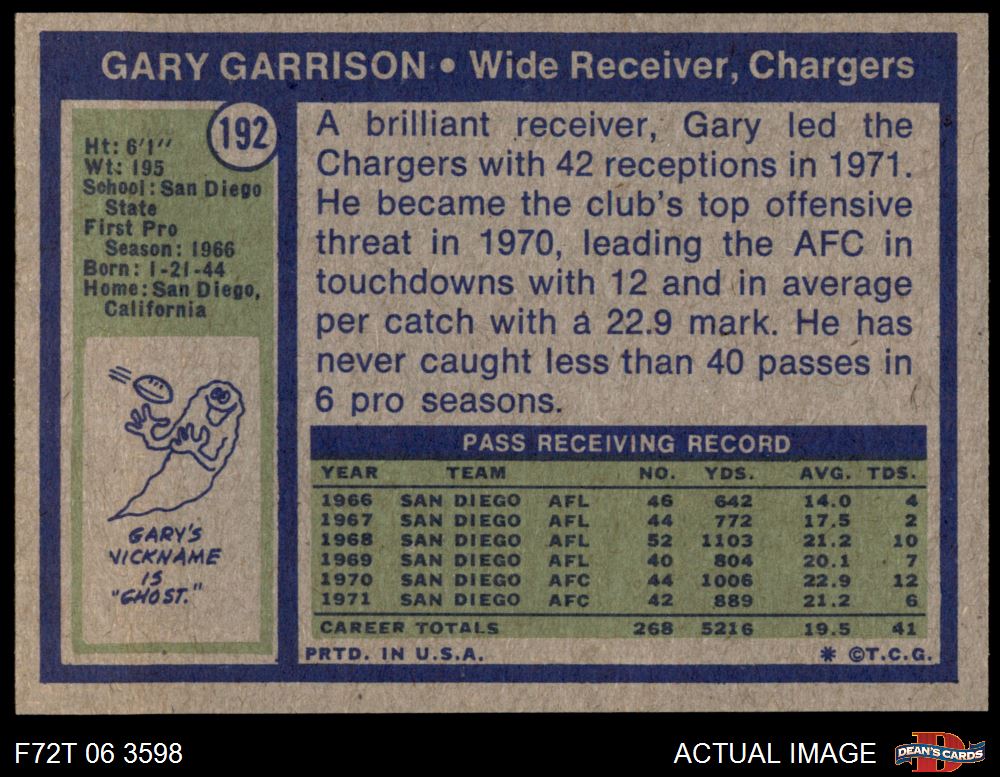 GARY GARRISON • Wide Receiver, Chargers
192
Ht: 6'1''
Wt: 195
School: San Diego
State
First Pro
Season: 1966
Born: 1-21-44
Home: San Diego,
California
GARY'S
NICKNAME
IS
"GHOST."
A brilliant receiver, Gary led the
Chargers with 42 receptions in 1971.
He became the club's top offensive
threat in 1970, leading the AFC in
touchdowns with 12 and in average
per catch with a 22.9 mark. He has
never caught less than 40 passes in
6 pro seasons.
PASS RECEIVING RECORD
YEAR TEAM NO. YDS. AVG. TDS.
1966 SAN DIEGO AFL 46 642 14.0 4
1967 SAN DIEGO AFL 44 772 17.5 2
1968 SAN DIEGO AFL 52 1103 21.2 10
1969 SAN DIEGO AFL 40 804 20.1 7
1970 SAN DIEGO AFC 44 1006 22.9 12
1971 SAN DIEGO AFC 42 889 21.2 6
CAREER TOTALS 268 5216 19.5 41
PRTD. IN U.S.A. * ©T.C.G.
F72T 06 3598 ACTUAL IMAGE
D
DEAN'S CARDS